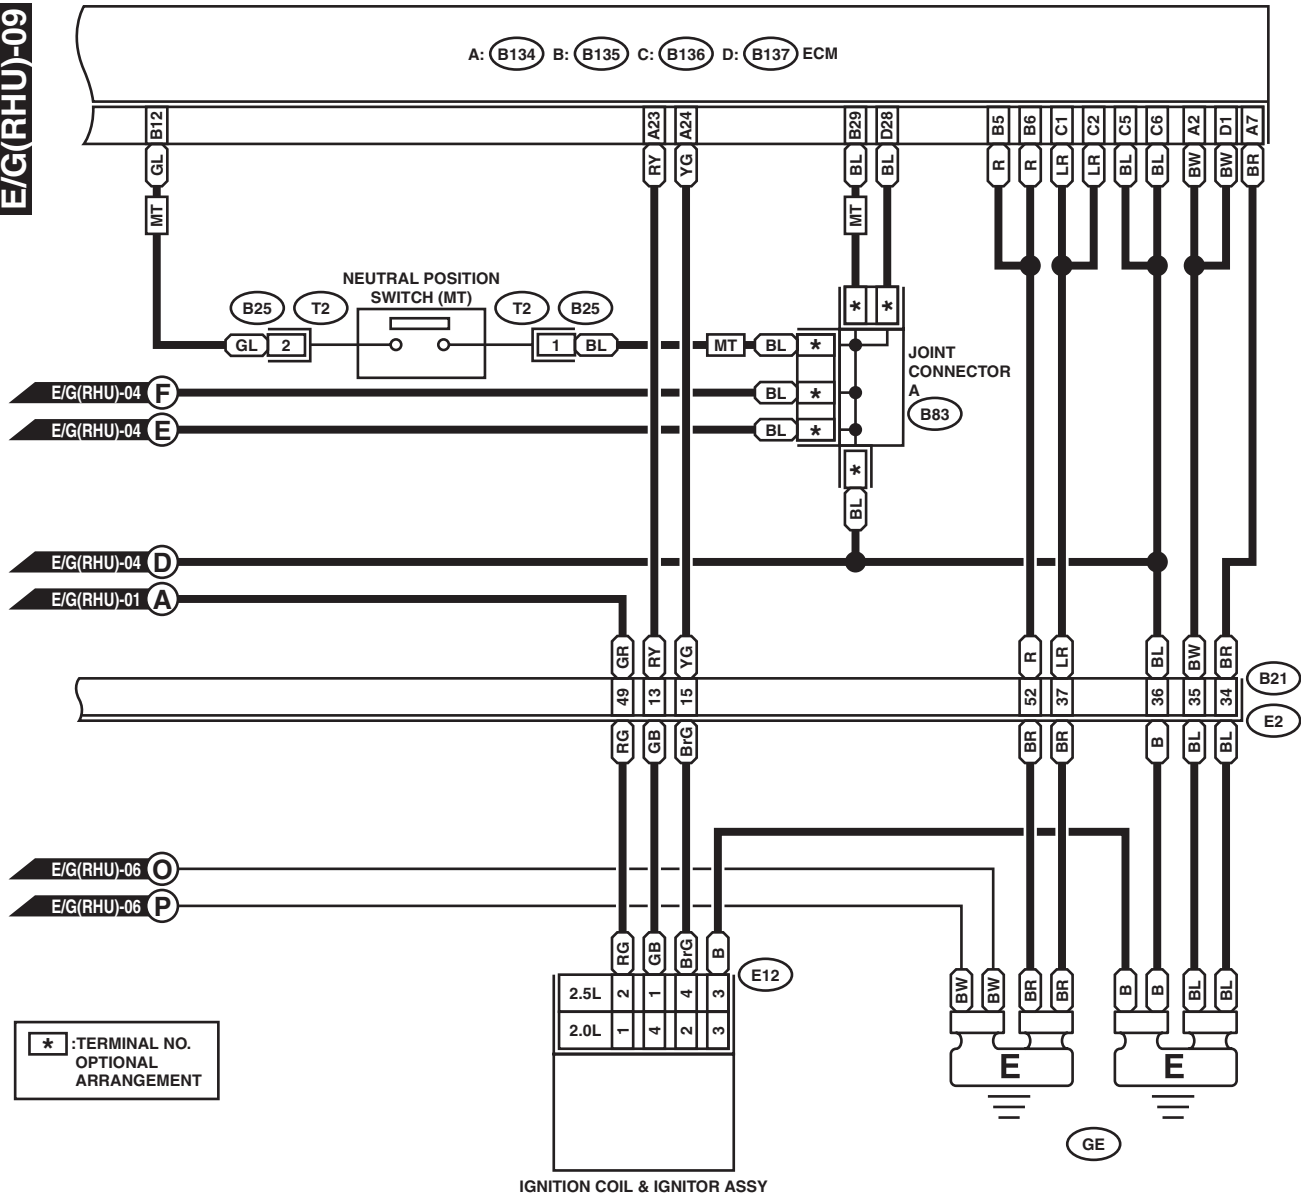 E/G(RHU)-09
A: B134 B: B135 C: B136 D: B137 ECM
B12 A23 A24 B29 D28 B5 B6 C1 C2 C5 C6 A2 D1 A7
GL RY YG BL BL R R LR LR BL BL BW BW BR
MT MT
NEUTRAL POSITION
SWITCH (MT)
B25 T2 T2 B25
* *
GL 2 1 BL MT BL *
JOINT
CONNECTOR
A
B83
E/G(RHU)-04 F BL *
E/G(RHU)-04 E BL *
*
BL
E/G(RHU)-04 D
E/G(RHU)-01 A
GR RY YG R LR BL BW BR
B21
49 13 15 52 37 36 35 34
E2
RG GB BrG BR BR B BL BL
E/G(RHU)-06 O
E/G(RHU)-06 P
RG GB BrG B
E12
BW BW BR BR B B BL BL
2.5L 2 1 4 3
2.0L 1 4 2 3
E E
GE
* :TERMINAL NO.
OPTIONAL
ARRANGEMENT
IGNITION COIL & IGNITOR ASSY